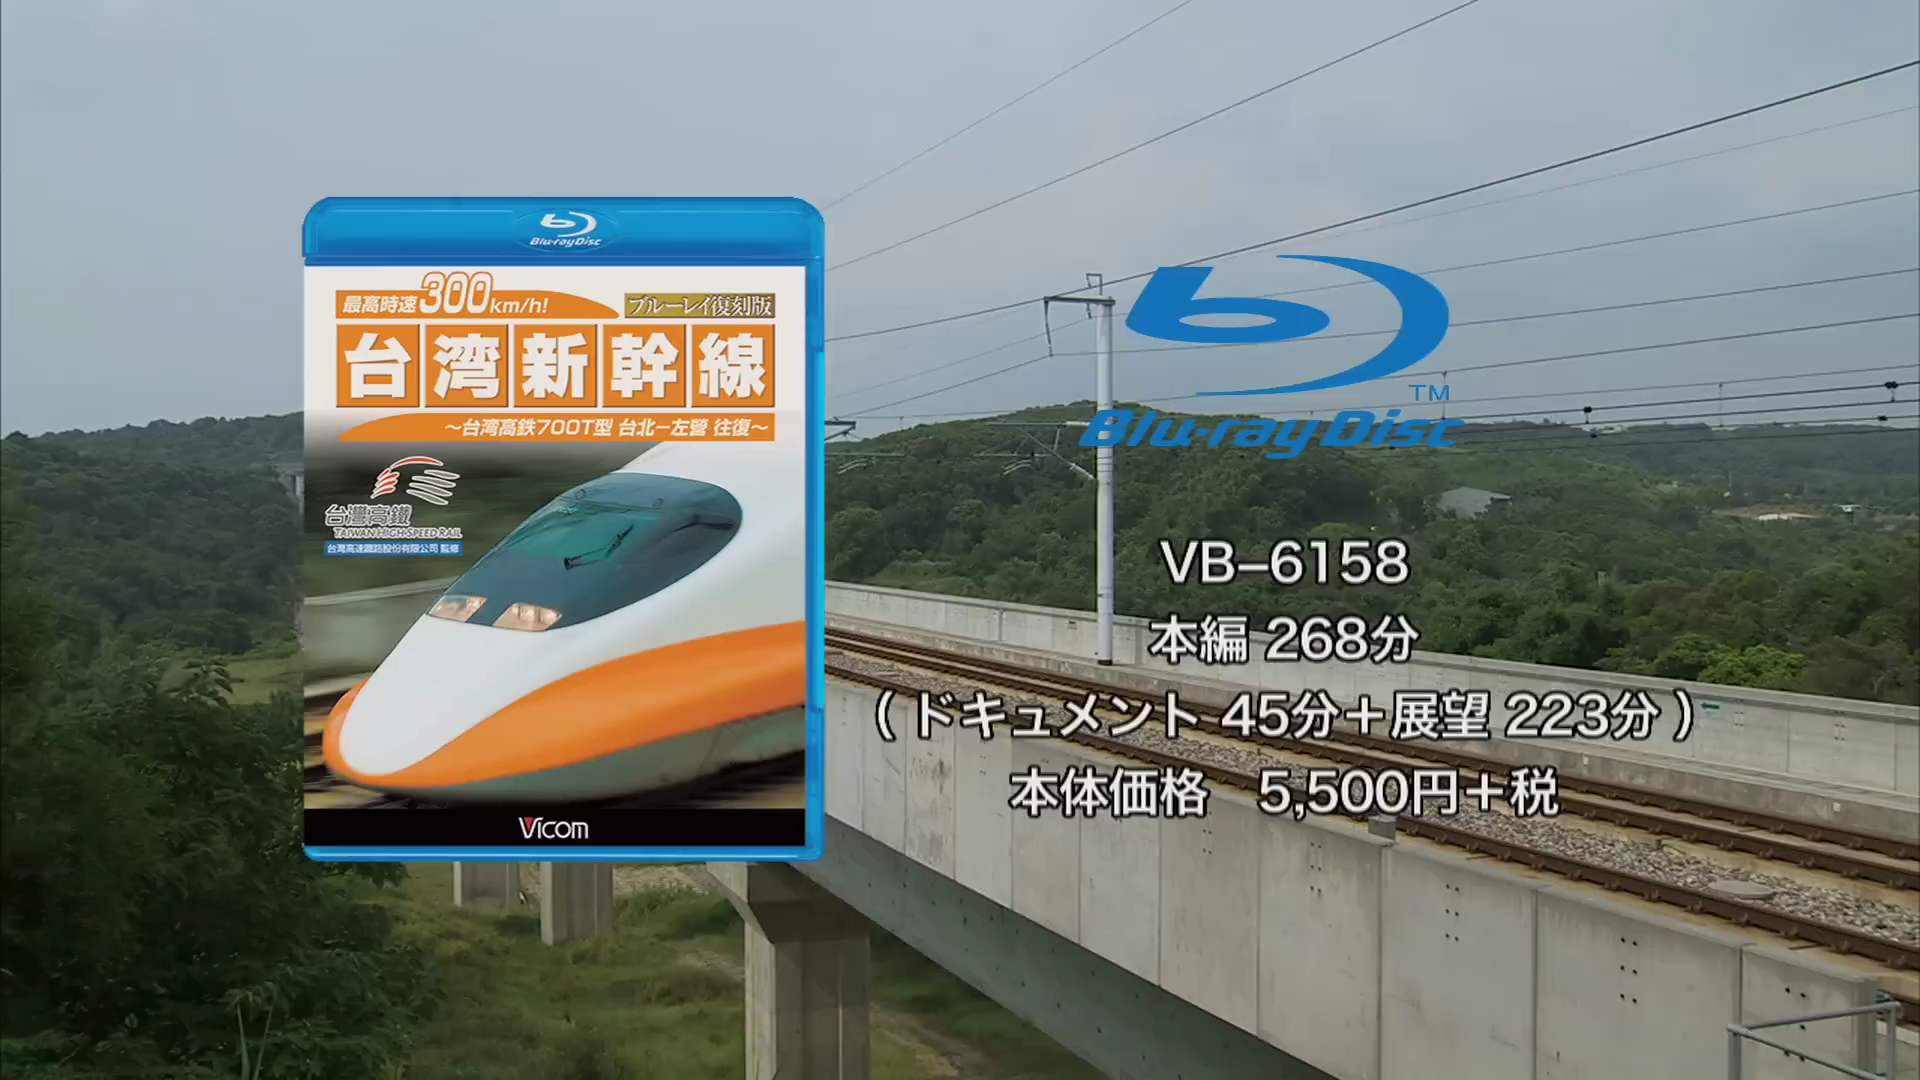 Blu-ray Disc
最高時速300km/h!
ブルーレイ復刻版
台湾新幹線
～台湾高鉄700T型 台北ー左營 往復～
台灣高鐵
TAIWAN HIGH SPEED RAIL
台灣高速鐵路股份有限公司 監修
Vicom
TM
Blu-ray Disc
VB–6158
本編 268分
（ ドキュメント 45分＋展望 223分 ）
本体価格　5,500円＋税